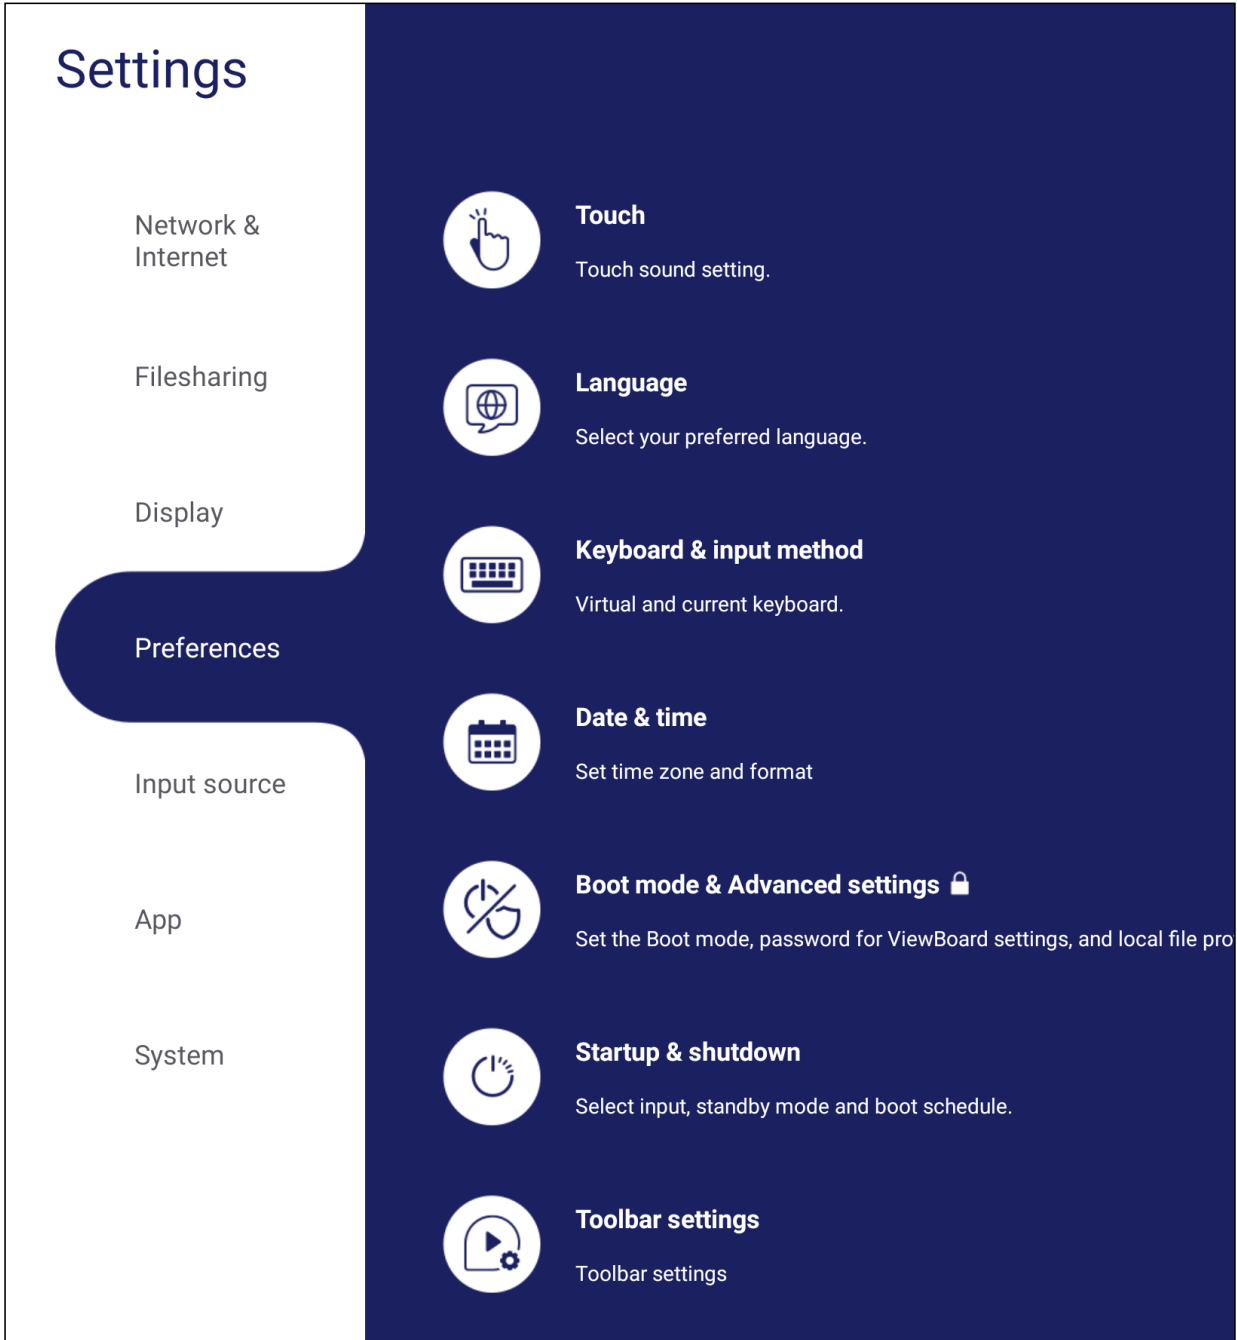 Settings
Network &
Internet
Filesharing
Display
Preferences
Input source
App
System
Touch
Touch sound setting.
Language
Select your preferred language.
Keyboard & input method
Virtual and current keyboard.
Date & time
Set time zone and format
Boot mode & Advanced settings
Set the Boot mode, password for ViewBoard settings, and local file
Startup & shutdown
Select input, standby mode and boot schedule.
Toolbar settings
Toolbar settings